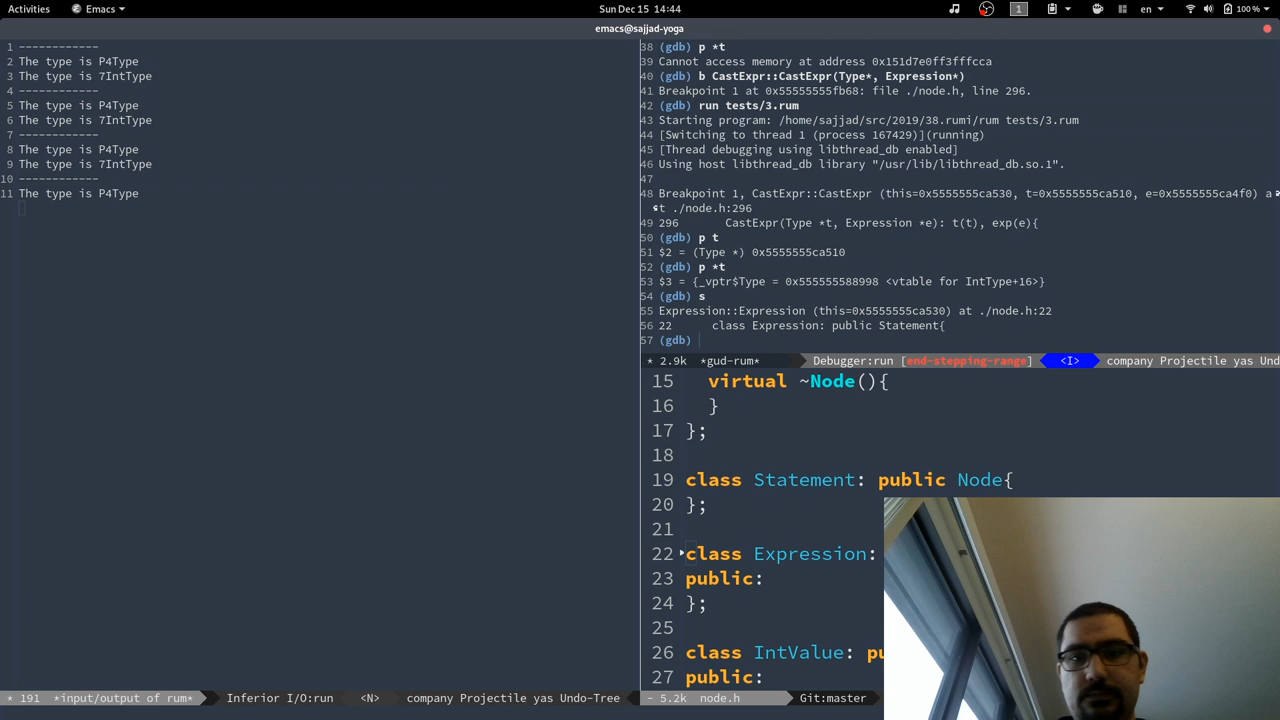 Activities Emacs Sun Dec 15 14:44 1 en 100 %
emacs@sajjad-yoga
1 ------------
2 The type is P4Type
3 The type is 7IntType
4 ------------
5 The type is P4Type
6 The type is 7IntType
7 ------------
8 The type is P4Type
9 The type is 7IntType
10 ------------
11 The type is P4Type
* 191 *input/output of rum* Inferior I/O:run <N> company Projectile yas Undo-Tree
38 (gdb) p *t
39 Cannot access memory at address 0x151d7e0ff3fffcca
40 (gdb) b CastExpr::CastExpr(Type*, Expression*)
41 Breakpoint 1 at 0x55555555fb68: file ./node.h, line 296.
42 (gdb) run tests/3.rum
43 Starting program: /home/sajjad/src/2019/38.rumi/rum tests/3.rum
44 [Switching to thread 1 (process 167429)](running)
45 [Thread debugging using libthread_db enabled]
46 Using host libthread_db library "/usr/lib/libthread_db.so.1".
47
48 Breakpoint 1, CastExpr::CastExpr (this=0x5555555ca530, t=0x5555555ca510, e=0x5555555ca4f0) a
t ./node.h:296
49 296 CastExpr(Type *t, Expression *e): t(t), exp(e){
50 (gdb) p t
51 $2 = (Type *) 0x5555555ca510
52 (gdb) p *t
53 $3 = {_vptr$Type = 0x555555588998 <vtable for IntType+16>}
54 (gdb) s
55 Expression::Expression (this=0x5555555ca530) at ./node.h:22
56 22 class Expression: public Statement{
57 (gdb)
* 2.9k *gud-rum* Debugger:run [end-stepping-range] <I> company Projectile yas Undo
15 virtual ~Node(){
16 }
17 };
18
19 class Statement: public Node{
20 };
21
22 class Expression:
23 public:
24 };
25
26 class IntValue: pu
27 public:
- 5.2k node.h Git:master